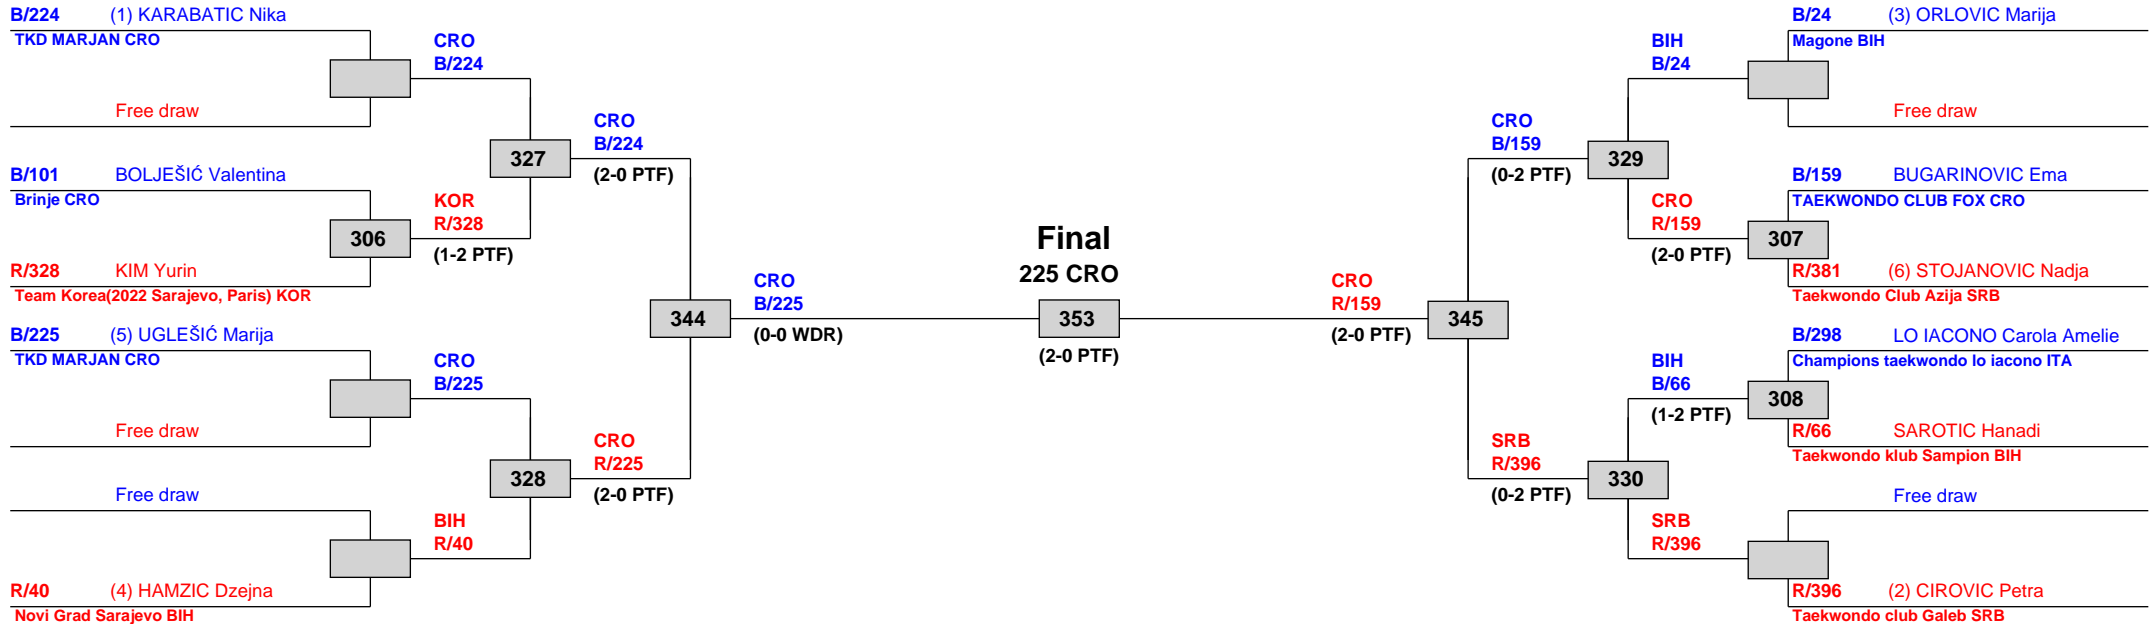 B/224 (1) KARABATIC Nika
TKD MARJAN CRO
CRO
B/224
Free draw
CRO
B/224
327
(2-0 PTF)
B/101 BOLJEŠIĆ Valentina
Brinje CRO
KOR
R/328
306
(1-2 PTF)
R/328 KIM Yurin
Team Korea(2022 Sarajevo, Paris) KOR
CRO
B/225
344
(0-0 WDR)
B/225 (5) UGLEŠIĆ Marija
TKD MARJAN CRO
CRO
B/225
Free draw
CRO
R/225
328
(2-0 PTF)
Free draw
BIH
R/40
R/40 (4) HAMZIC Dzejna
Novi Grad Sarajevo BIH
Final
225 CRO
353
(2-0 PTF)
B/24 (3) ORLOVIC Marija
Magone BIH
BIH
B/24
Free draw
CRO
B/159
329
(0-2 PTF)
B/159 BUGARINOVIC Ema
TAEKWONDO CLUB FOX CRO
CRO
R/159
307
(2-0 PTF)
R/381 (6) STOJANOVIC Nadja
Taekwondo Club Azija SRB
CRO
R/159
345
(2-0 PTF)
B/298 LO IACONO Carola Amelie
Champions taekwondo lo iacono ITA
BIH
B/66
308
(1-2 PTF)
R/66 SAROTIC Hanadi
Taekwondo klub Sampion BIH
SRB
R/396
330
(0-2 PTF)
Free draw
SRB
R/396
R/396 (2) CIROVIC Petra
Taekwondo club Galeb SRB